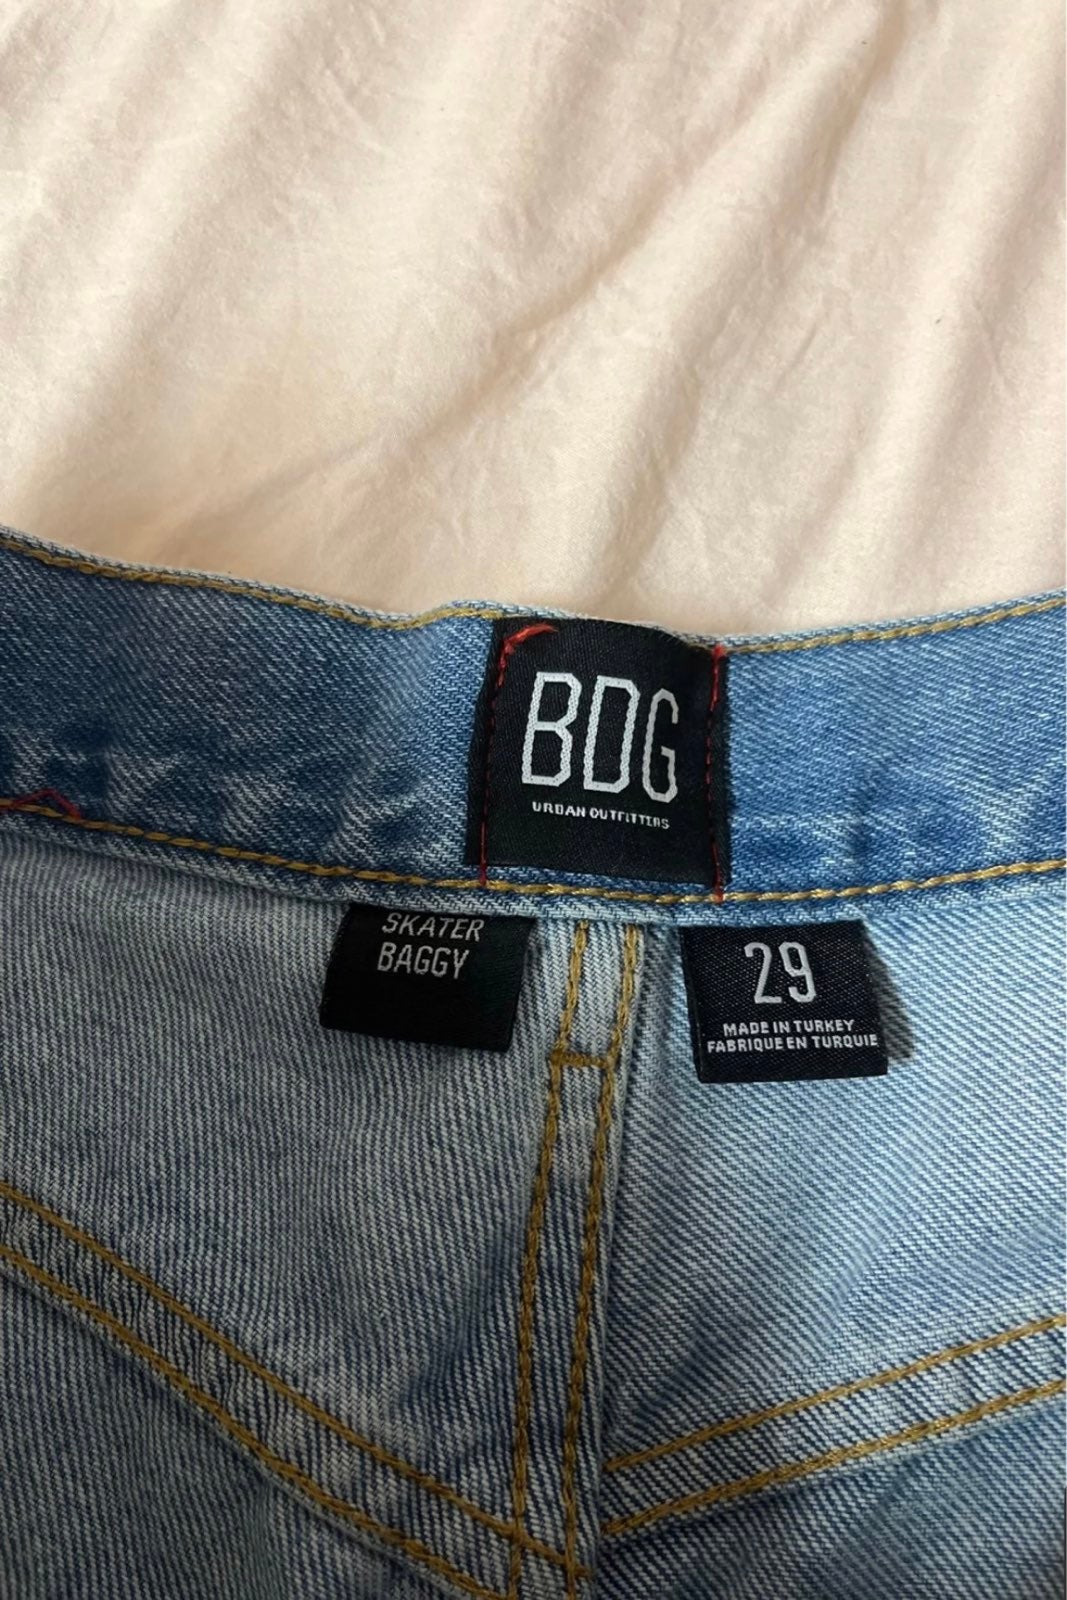 BDG
URBAN OUTFITTERS
SKATER
BAGGY
29
MADE IN TURKEY
FABRIQUE EN TURQUIE